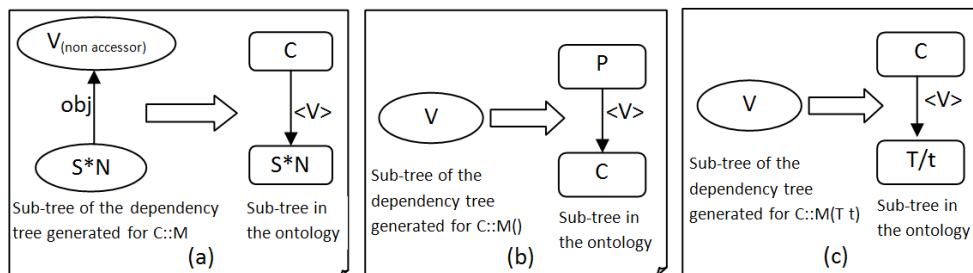 V(non accessor)
obj
S*N
C
<V>
S*N
Sub-tree of the dependency
tree generated for C::M
Sub-tree in
the ontology
(a)
V
P
<V>
C
Sub-tree of the
dependency tree
generated for C::M()
Sub-tree in
the ontology
(b)
V
C
<V>
T/t
Sub-tree of the
dependency tree
generated for C::M(T t)
Sub-tree in
the ontology
(c)